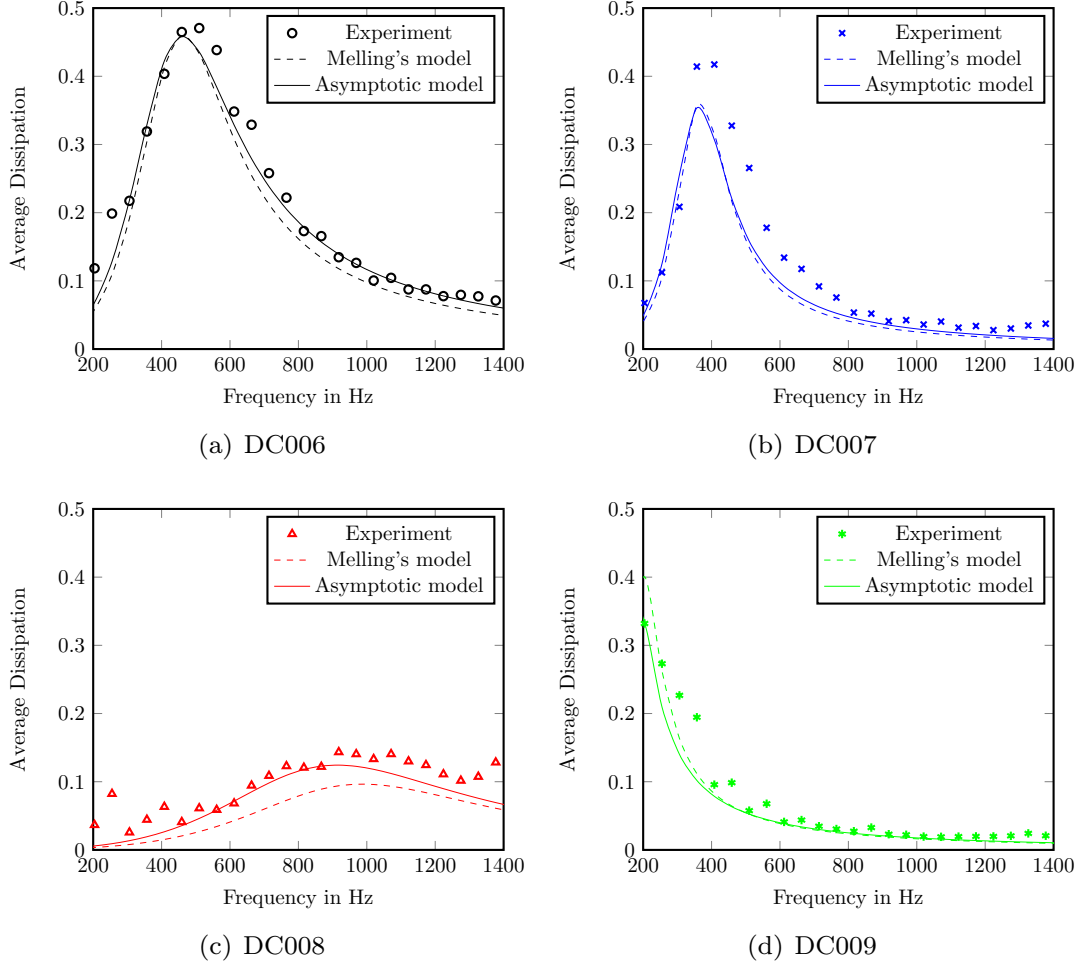 0.5
0.4
0.3
0.2
0.1
0
200 400 600 800 1000 1200 1400
Average Dissipation
Frequency in Hz
Experiment
Melling's model
Asymptotic model
(a) DC006
0.5
0.4
0.3
0.2
0.1
0
200 400 600 800 1000 1200 1400
Average Dissipation
Frequency in Hz
Experiment
Melling's model
Asymptotic model
(b) DC007
0.5
0.4
0.3
0.2
0.1
0
200 400 600 800 1000 1200 1400
Average Dissipation
Frequency in Hz
Experiment
Melling's model
Asymptotic model
(c) DC008
0.5
0.4
0.3
0.2
0.1
0
200 400 600 800 1000 1200 1400
Average Dissipation
Frequency in Hz
Experiment
Melling's model
Asymptotic model
(d) DC009